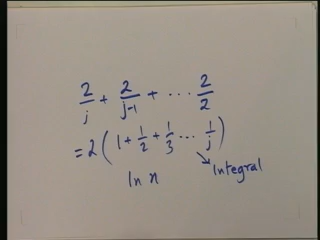 2/j + 2/j-1 + ... 2/2
= 2 ( 1 + 1/2 + 1/3 ... 1/j )
Integral
ln n